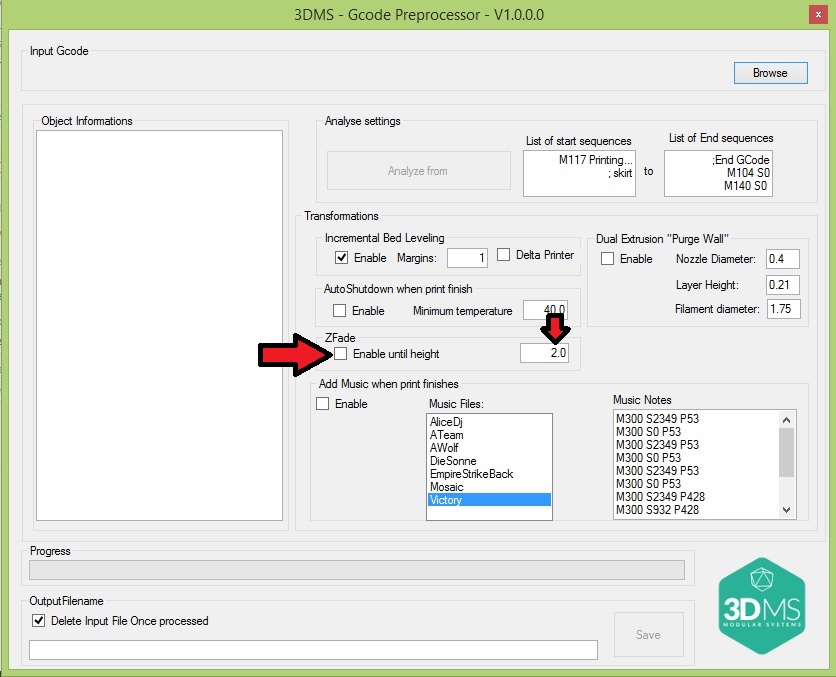 3DMS - Gcode Preprocessor - V1.0.0.0
x
Input Gcode
Browse
Object Informations
Analyse settings
Analyze from
List of start sequences
M117 Printing...
; skirt
to
List of End sequences
;End GCode
M104 S0
M140 S0
Transformations
Incremental Bed Leveling
Enable Margins: 1 Delta Printer
AutoShutdown when print finish
Enable Minimum temperature 40.0
ZFade
Enable until height 2.0
Dual Extrusion "Purge Wall"
Enable Nozzle Diameter: 0.4
Layer Height: 0.21
Filament diameter: 1.75
Add Music when print finishes
Enable
Music Files:
AliceDj
ATeam
AWolf
DieSonne
EmpireStrikeBack
Mosaic
Victory
Music Notes
M300 S2349 P53
M300 S0 P53
M300 S2349 P53
M300 S0 P53
M300 S2349 P53
M300 S0 P53
M300 S2349 P428
M300 S932 P428
Progress
OutputFilename
Delete Input File Once processed
Save
3DMS
MODULAR SYSTEMS